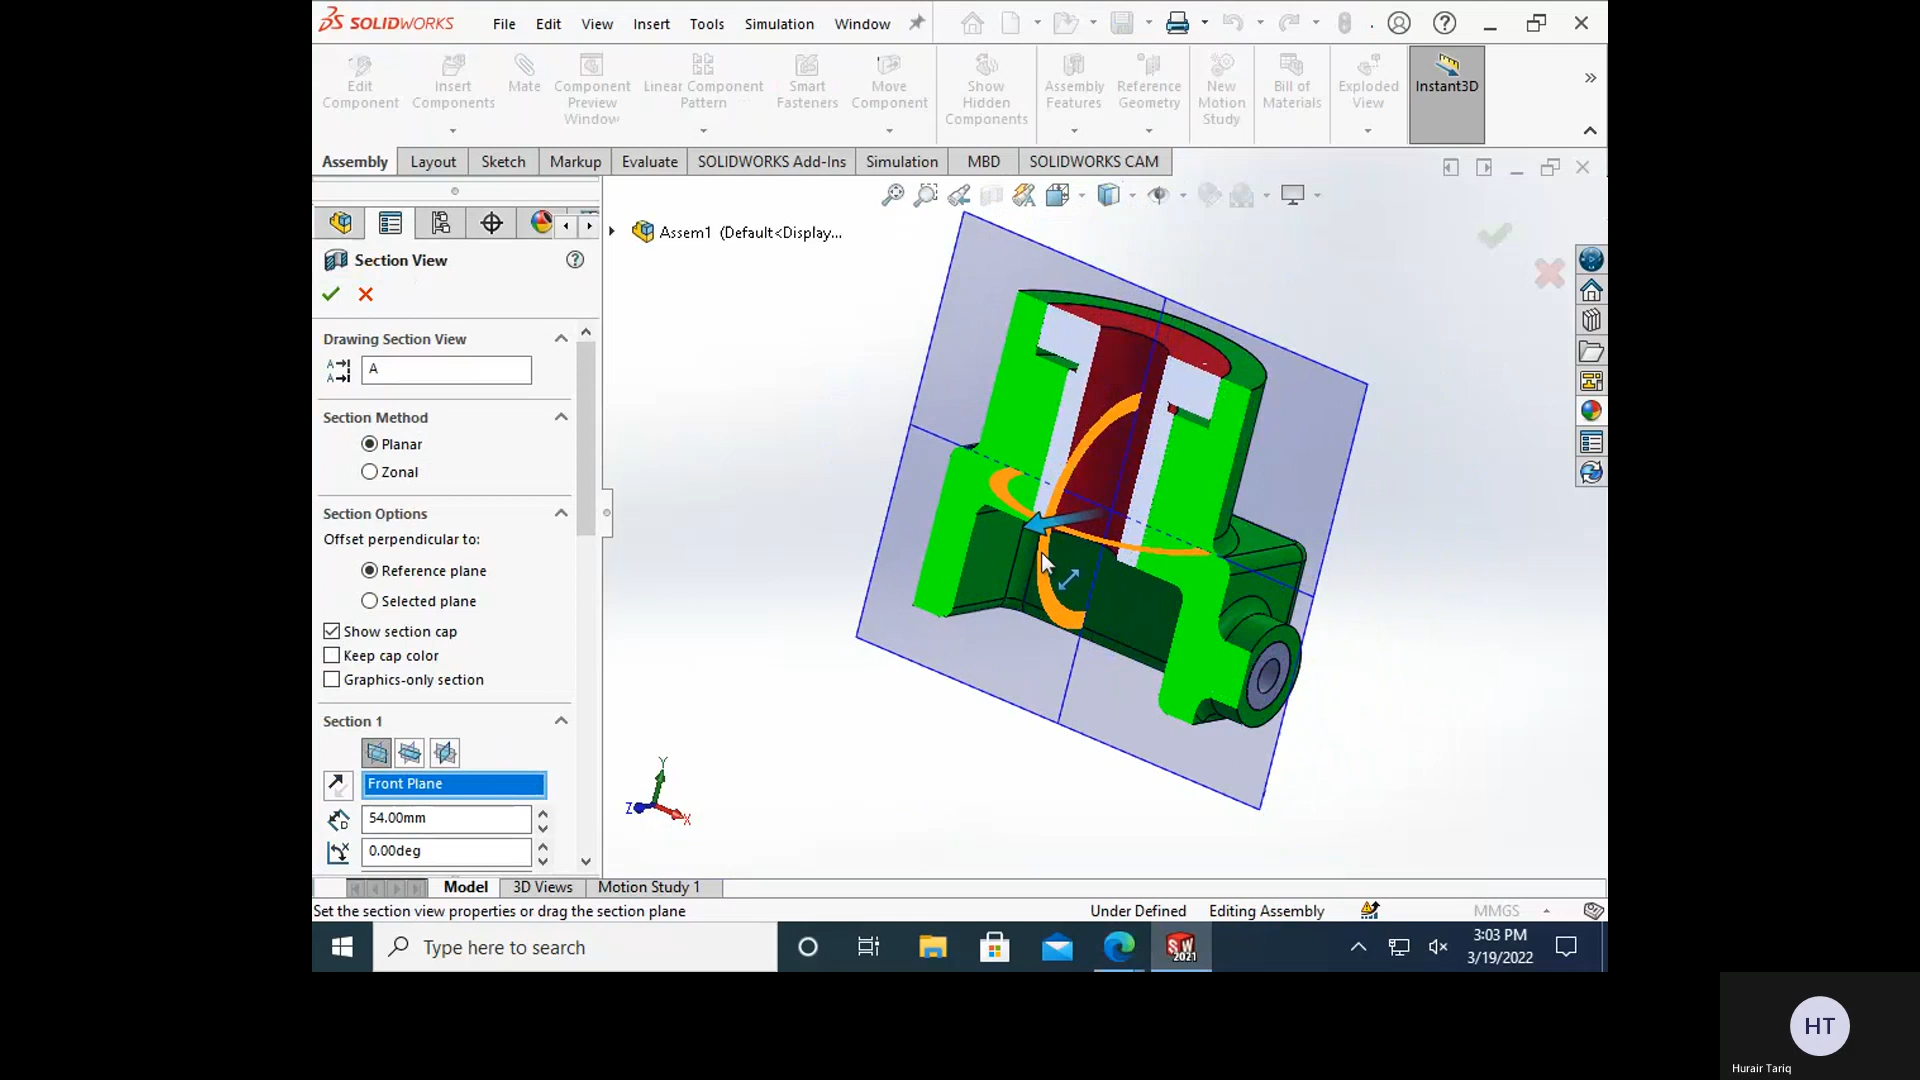 SOLIDWORKS File Edit View Insert Tools Simulation Window
Edit Component
Insert Components
Mate
Component Preview Window
Linear Component Pattern
Smart Fasteners
Move Component
Show Hidden Components
Assembly Features
Reference Geometry
New Motion Study
Bill of Materials
Exploded View
Instant3D
Assembly Layout Sketch Markup Evaluate SOLIDWORKS Add-Ins Simulation MBD SOLIDWORKS CAM
Assem1 (Default<Display...
Section View
Drawing Section View
A
Section Method
Planar
Zonal
Section Options
Offset perpendicular to:
Reference plane
Selected plane
Show section cap
Keep cap color
Graphics-only section
Section 1
Front Plane
54.00mm
0.00deg
Y
Z
X
Model 3D Views Motion Study 1
Set the section view properties or drag the section plane Under Defined Editing Assembly MMGS
Type here to search
SW 2021
3:03 PM
3/19/2022
HT
Hurair Tariq